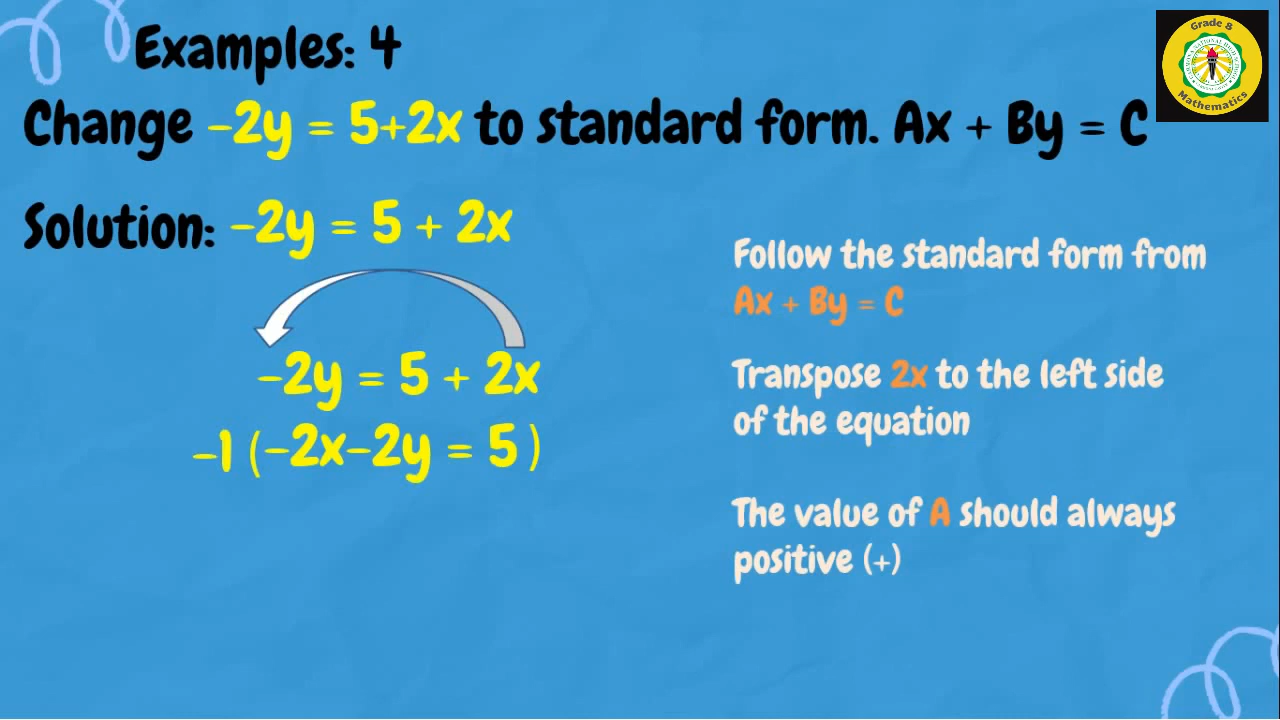 Examples: 4
Grade 8
Mathematics
Change -2y = 5+2x to standard form. Ax + By = C
Solution: -2y = 5 + 2x
Follow the standard form from
Ax + By = C
-2y = 5 + 2x
Transpose 2x to the left side
of the equation
-1 (-2x-2y = 5 )
The value of A should always
positive (+)